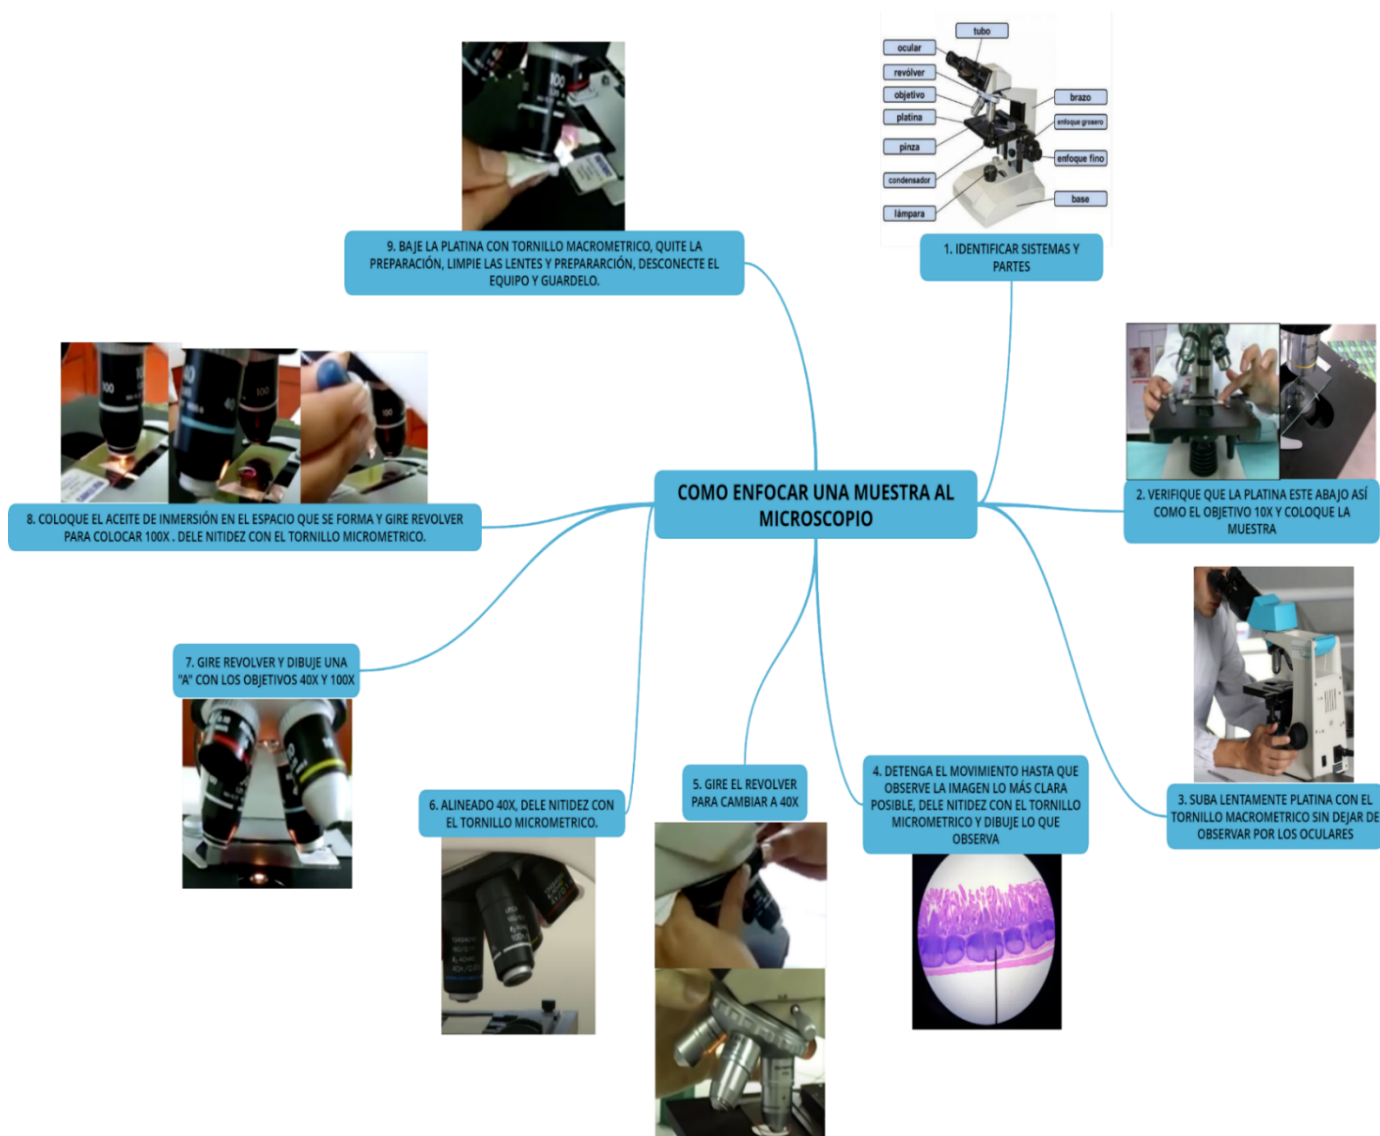 COMO ENFOCAR UNA MUESTRA AL
MICROSCOPIO
tubo
ocular
revólver
objetivo
platina
pinza
condensador
lámpara
brazo
enfoque grosero
enfoque fino
base
1. IDENTIFICAR SISTEMAS Y
PARTES
2. VERIFIQUE QUE LA PLATINA ESTE ABAJO ASÍ
COMO EL OBJETIVO 10X Y COLOQUE LA
MUESTRA
3. SUBA LENTAMENTE PLATINA CON EL
TORNILLO MACROMETRICO SIN DEJAR DE
OBSERVAR POR LOS OCULARES
4. DETENGA EL MOVIMIENTO HASTA QUE
OBSERVE LA IMAGEN LO MÁS CLARA
POSIBLE, DELE NITIDEZ CON EL TORNILLO
MICROMETRICO Y DIBUJE LO QUE
OBSERVA
5. GIRE EL REVOLVER
PARA CAMBIAR A 40X
6. ALINEADO 40X, DELE NITIDEZ CON
EL TORNILLO MICROMETRICO.
7. GIRE REVOLVER Y DIBUJE UNA
"A" CON LOS OBJETIVOS 40X Y 100X
100
40
40
100
100
8. COLOQUE EL ACEITE DE INMERSIÓN EN EL ESPACIO QUE SE FORMA Y GIRE REVOLVER
PARA COLOCAR 100X . DELE NITIDEZ CON EL TORNILLO MICROMETRICO.
100
9. BAJE LA PLATINA CON TORNILLO MACROMETRICO, QUITE LA
PREPARACIÓN, LIMPIE LAS LENTES Y PREPARARCIÓN, DESCONECTE EL
EQUIPO Y GUARDELO.